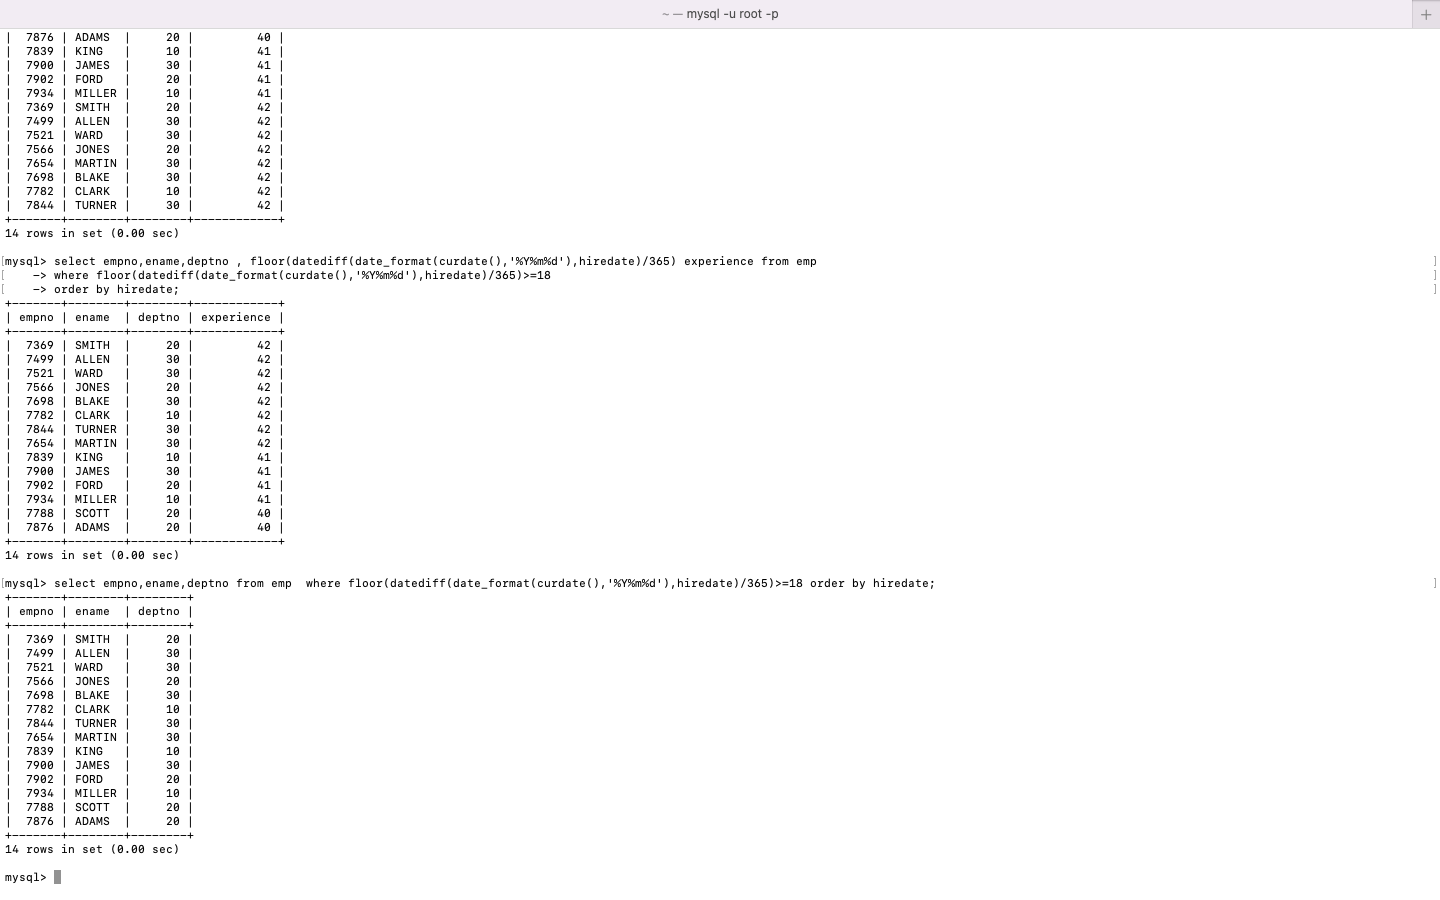 ~ — mysql -u root -p
+
|  7876 | ADAMS  |     20 |         40 |
|  7839 | KING   |     10 |         41 |
|  7900 | JAMES  |     30 |         41 |
|  7902 | FORD   |     20 |         41 |
|  7934 | MILLER |     10 |         41 |
|  7369 | SMITH  |     20 |         42 |
|  7499 | ALLEN  |     30 |         42 |
|  7521 | WARD   |     30 |         42 |
|  7566 | JONES  |     20 |         42 |
|  7654 | MARTIN |     30 |         42 |
|  7698 | BLAKE  |     30 |         42 |
|  7782 | CLARK  |     10 |         42 |
|  7844 | TURNER |     30 |         42 |
+-------+--------+--------+------------+
14 rows in set (0.00 sec)
[mysql> select empno,ename,deptno , floor(datediff(date_format(curdate(),'%Y%m%d'),hiredate)/365) experience from emp ]
[    -> where floor(datediff(date_format(curdate(),'%Y%m%d'),hiredate)/365)>=18 ]
[    -> order by hiredate; ]
+-------+--------+--------+------------+
| empno | ename  | deptno | experience |
+-------+--------+--------+------------+
|  7369 | SMITH  |     20 |         42 |
|  7499 | ALLEN  |     30 |         42 |
|  7521 | WARD   |     30 |         42 |
|  7566 | JONES  |     20 |         42 |
|  7698 | BLAKE  |     30 |         42 |
|  7782 | CLARK  |     10 |         42 |
|  7844 | TURNER |     30 |         42 |
|  7654 | MARTIN |     30 |         42 |
|  7839 | KING   |     10 |         41 |
|  7900 | JAMES  |     30 |         41 |
|  7902 | FORD   |     20 |         41 |
|  7934 | MILLER |     10 |         41 |
|  7788 | SCOTT  |     20 |         40 |
|  7876 | ADAMS  |     20 |         40 |
+-------+--------+--------+------------+
14 rows in set (0.00 sec)
[mysql> select empno,ename,deptno from emp  where floor(datediff(date_format(curdate(),'%Y%m%d'),hiredate)/365)>=18 order by hiredate; ]
+-------+--------+--------+
| empno | ename  | deptno |
+-------+--------+--------+
|  7369 | SMITH  |     20 |
|  7499 | ALLEN  |     30 |
|  7521 | WARD   |     30 |
|  7566 | JONES  |     20 |
|  7698 | BLAKE  |     30 |
|  7782 | CLARK  |     10 |
|  7844 | TURNER |     30 |
|  7654 | MARTIN |     30 |
|  7839 | KING   |     10 |
|  7900 | JAMES  |     30 |
|  7902 | FORD   |     20 |
|  7934 | MILLER |     10 |
|  7788 | SCOTT  |     20 |
|  7876 | ADAMS  |     20 |
+-------+--------+--------+
14 rows in set (0.00 sec)
mysql>